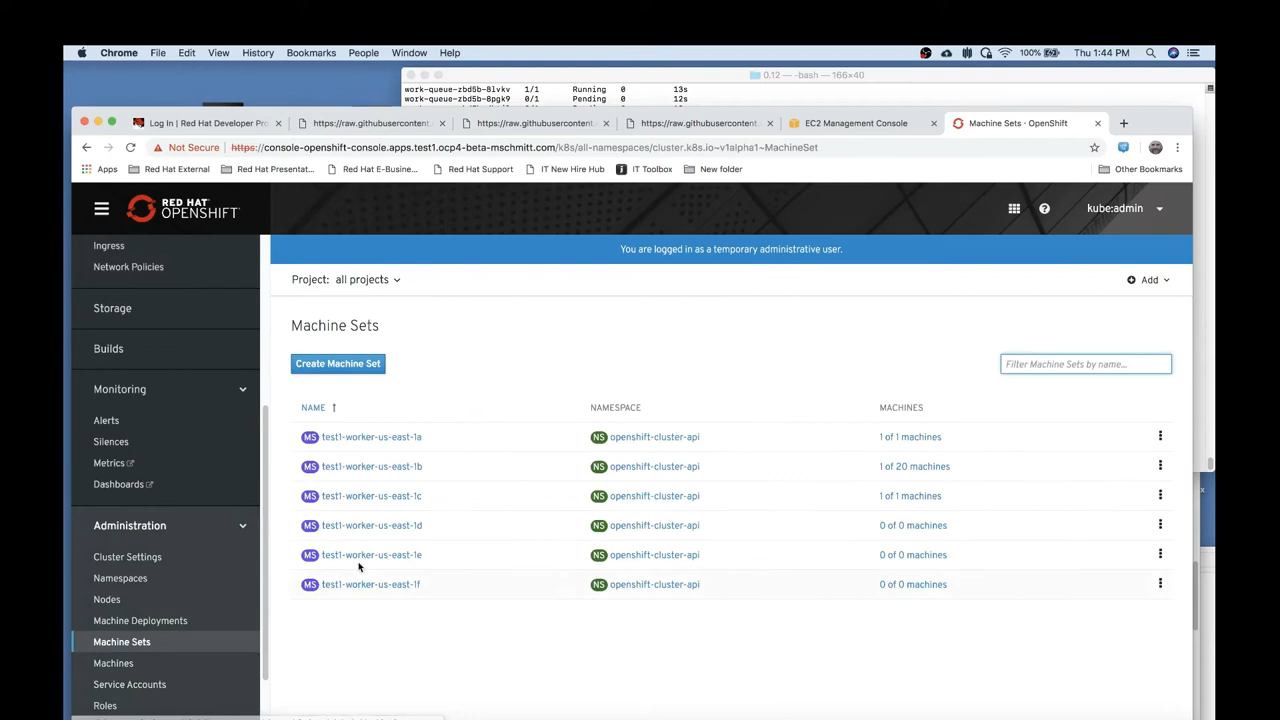 Chrome File Edit View History Bookmarks People Window Help 100% Thu 1:44 PM
0.12 — -bash — 166×40
work-queue-zbd5b-8lvkv 1/1 Running 0 13s
work-queue-zbd5b-8pgk9 0/1 Pending 0 12s
Log In | Red Hat Developer Pro × https://raw.githubusercontent. × https://raw.githubusercontent. × https://raw.githubusercontent × EC2 Management Console × Machine Sets · OpenShift ×
Not Secure https://console-openshift-console.apps.test1.ocp4-beta-mschmitt.com/k8s/all-namespaces/cluster.k8s.io~v1alpha1~MachineSet
Apps Red Hat External Red Hat Presentat... Red Hat E-Busine... Red Hat Support IT New Hire Hub IT Toolbox New folder Other Bookmarks
RED HAT
OPENSHIFT
kube:admin
You are logged in as a temporary administrative user.
Ingress
Network Policies
Storage
Builds
Monitoring
Alerts
Silences
Metrics
Dashboards
Administration
Cluster Settings
Namespaces
Nodes
Machine Deployments
Machine Sets
Machines
Service Accounts
Roles
Project: all projects
Add
Machine Sets
Create Machine Set
Filter Machine Sets by name...
NAME NAMESPACE MACHINES
MS test1-worker-us-east-1a NS openshift-cluster-api 1 of 1 machines
MS test1-worker-us-east-1b NS openshift-cluster-api 1 of 20 machines
MS test1-worker-us-east-1c NS openshift-cluster-api 1 of 1 machines
MS test1-worker-us-east-1d NS openshift-cluster-api 0 of 0 machines
MS test1-worker-us-east-1e NS openshift-cluster-api 0 of 0 machines
MS test1-worker-us-east-1f NS openshift-cluster-api 0 of 0 machines